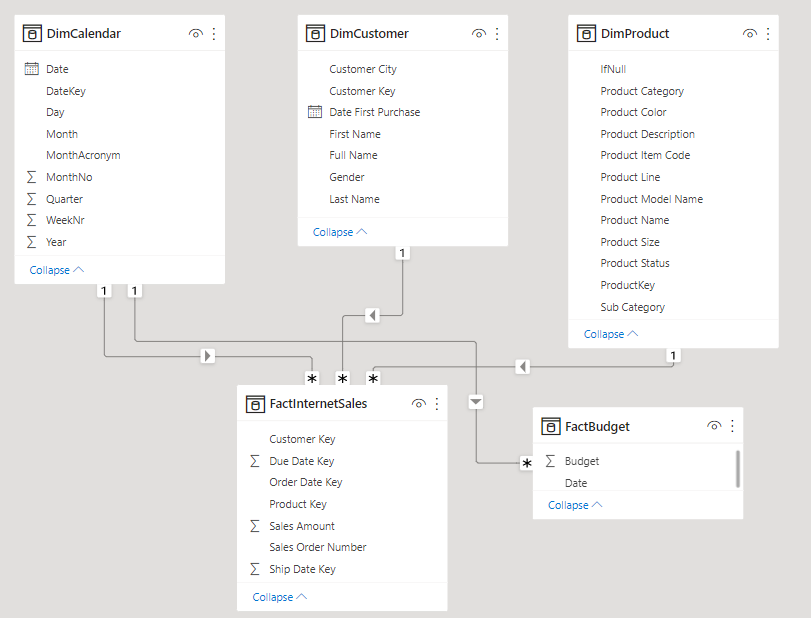 DimCalendar
Date
DateKey
Day
Month
MonthAcronym
MonthNo
Quarter
WeekNr
Year
Collapse
DimCustomer
Customer City
Customer Key
Date First Purchase
First Name
Full Name
Gender
Last Name
Collapse
DimProduct
IfNull
Product Category
Product Color
Product Description
Product Item Code
Product Line
Product Model Name
Product Name
Product Size
Product Status
ProductKey
Sub Category
Collapse
1
1
1
1
*
*
*
*
FactInternetSales
Customer Key
Due Date Key
Order Date Key
Product Key
Sales Amount
Sales Order Number
Ship Date Key
Collapse
FactBudget
Budget
Date
Collapse